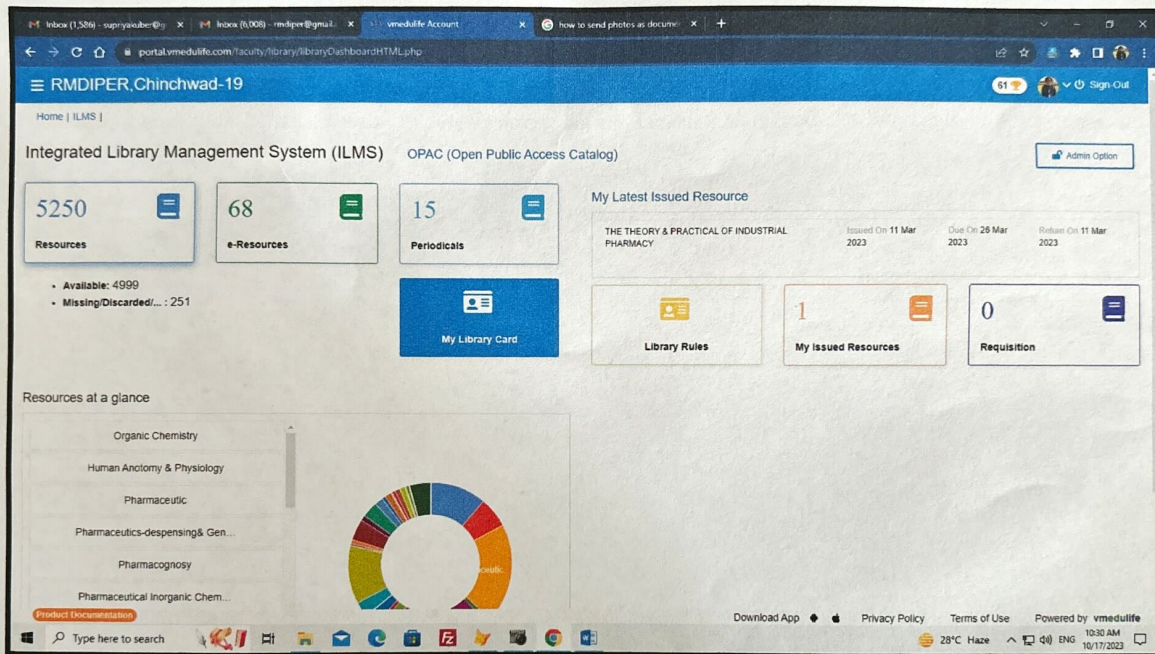 Inbox (1,586) - supriyakuber@g
Inbox (6,008) - rmdiper@gmail.
vmedulife Account
how to send photos as docume
portal.vmedulife.com/faculty/library/libraryDashboardHTML.php
RMDIPER,Chinchwad-19
61
Sign-Out
Home | ILMS |
Integrated Library Management System (ILMS)
OPAC (Open Public Access Catalog)
Admin Option
5250
Resources
68
e-Resources
15
Periodicals
Available: 4999
Missing/Discarded/... : 251
My Library Card
My Latest Issued Resource
THE THEORY & PRACTICAL OF INDUSTRIAL
PHARMACY
Issued On 11 Mar
2023
Due On 26 Mar
2023
Return On 11 Mar
2023
Library Rules
1
My Issued Resources
0
Requisition
Resources at a glance
Organic Chemistry
Human Anotomy & Physiology
Pharmaceutic
Pharmaceutics-despensing& Gen...
Pharmacognosy
Pharmaceutical Inorganic Chem...
ceutic
Product Documentation
Download App
Privacy Policy
Terms of Use
Powered by vmedulife
Type here to search
28°C Haze
ENG
10:30 AM
10/17/2023